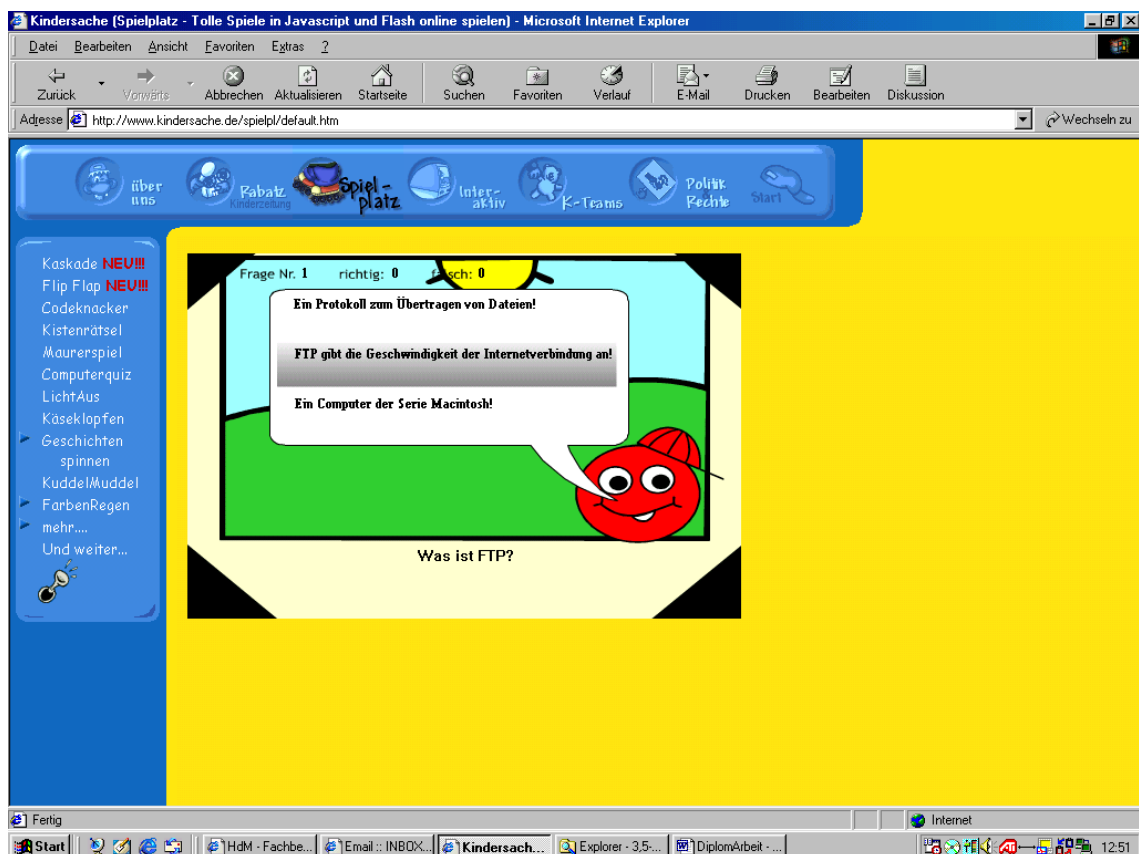 Kindersache (Spielplatz - Tolle Spiele in Javascript und Flash online spielen) - Microsoft Internet Explorer
Datei Bearbeiten Ansicht Favoriten Extras ?
Zurück Vorwärts Abbrechen Aktualisieren Startseite Suchen Favoriten Verlauf E-Mail Drucken Bearbeiten Diskussion
Adresse http://www.kindersache.de/spielpl/default.htm Wechseln zu
über uns
Rabatz
Kinderzeitung
Spiel-
platz
Inter-
aktiv
K-Teams
Politik
&
Rechte
Start
Kaskade NEU!!!
Flip Flap NEU!!!
Codeknacker
Kistenrätsel
Maurerspiel
Computerquiz
LichtAus
Käseklopfen
Geschichten
spinnen
KuddelMuddel
FarbenRegen
mehr....
Und weiter...
Frage Nr. 1 richtig: 0 falsch: 0
Ein Protokoll zum Übertragen von Dateien!
FTP gibt die Geschwindigkeit der Internetverbindung an!
Ein Computer der Serie Macintosh!
Was ist FTP?
Fertig Internet
Start HdM - Fachbe... Email :: INBOX... Kindersach... Explorer - 3,5-... DiplomArbeit - ... 12:51